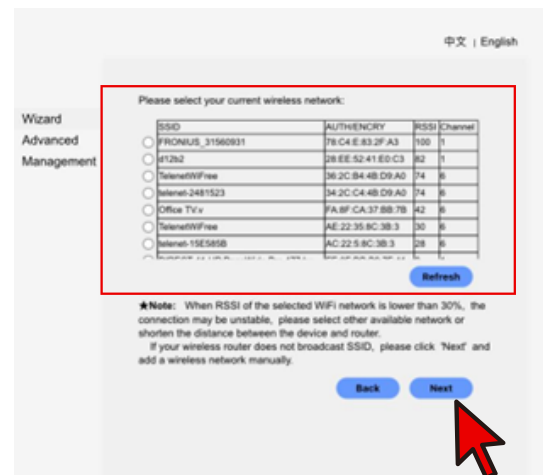 中文 | English
Please select your current wireless network:
Wizard
Advanced
Management
SSID AUTH/ENCRY RSSI Channel
FRONIUS_31560931 78:C4:E:83:2F:A3 100 1
d12b2 28:EE:52:41:E0:C3 82 1
TelenetWiFree 36:2C:B4:4B:D9:A0 74 6
telenet-2481523 34:2C:C4:4B:D9:A0 74 6
Office TV.v FA:8F:CA:37:BB:7B 42 6
TelenetWiFree AE:22:35:8C:3B:3 30 6
telenet-15E585B AC:22:5:8C:3B:3 28 6
Refresh
★Note: When RSSI of the selected WiFi network is lower than 30%, the
connection may be unstable, please select other available network or
shorten the distance between the device and router.
If your wireless router does not broadcast SSID, please click 'Next' and
add a wireless network manually.
Back Next